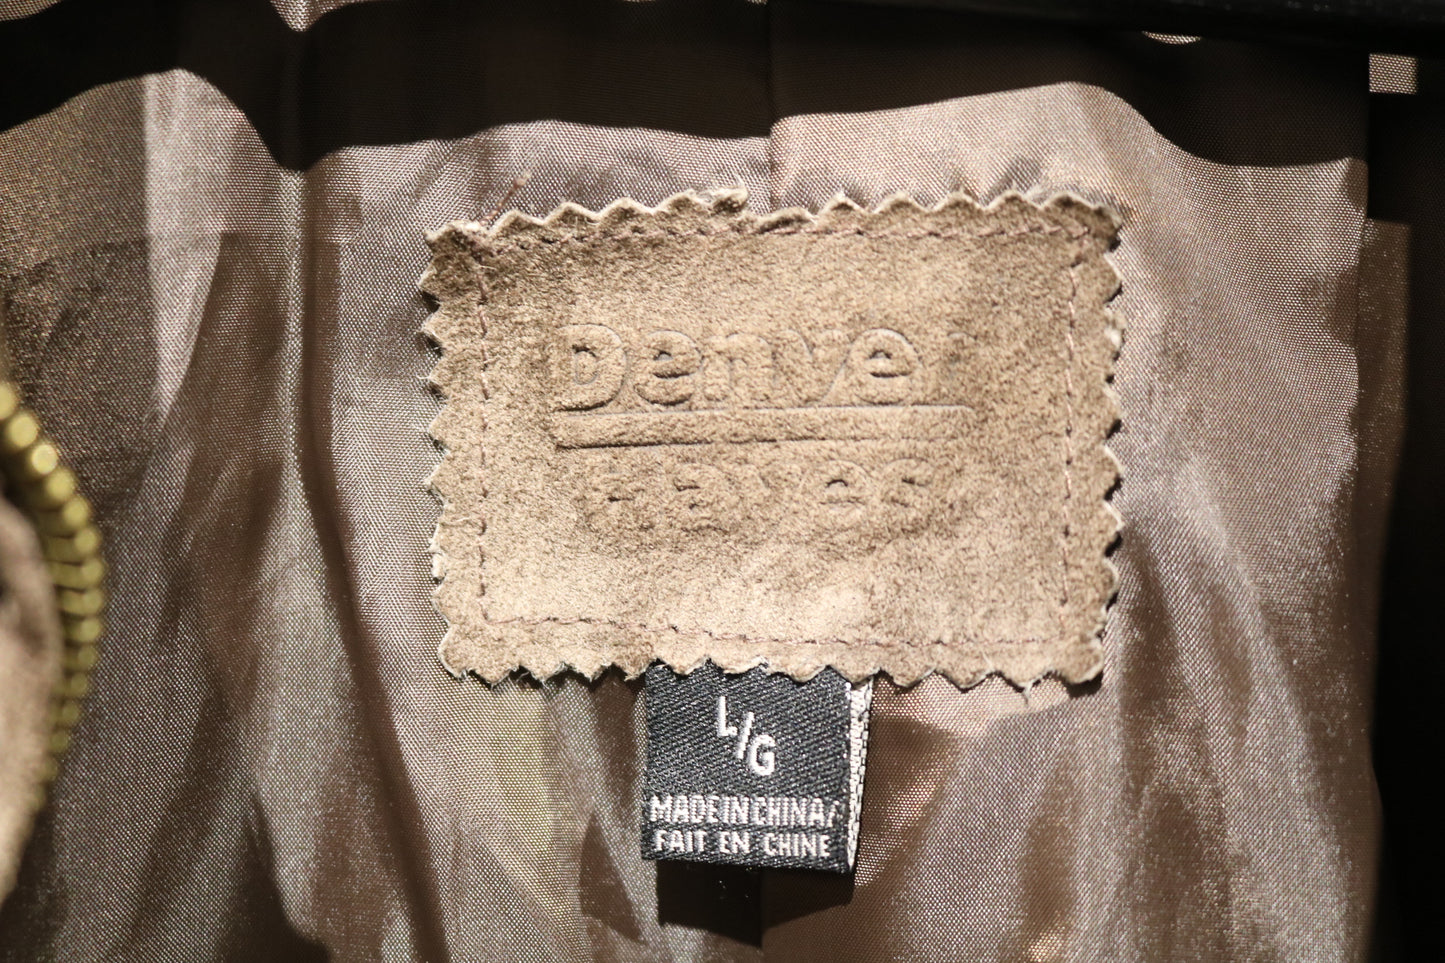 Denver
Hayes
L/G
MADE IN CHINA/
FAIT EN CHINE